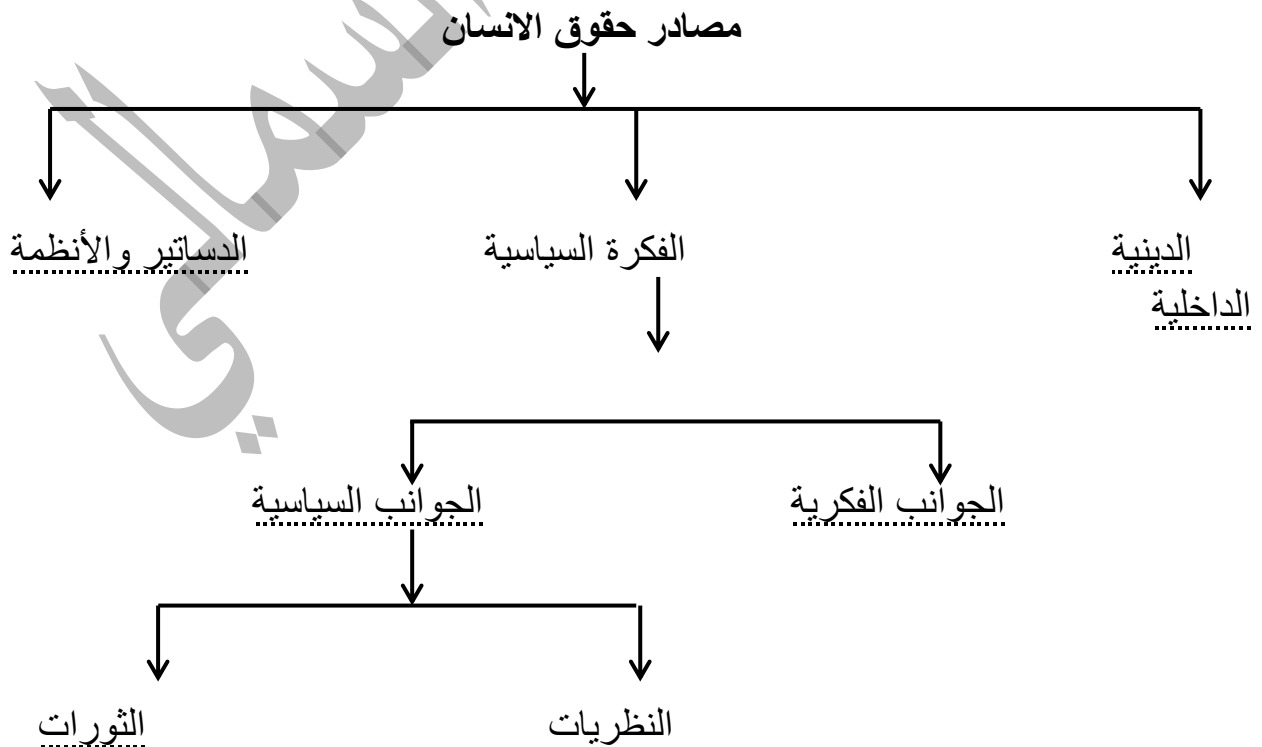 مصادر حقوق الانسان
الدينية الفكرة السياسية الدساتير والأنظمة
الداخلية
الجوانب الفكرية الجوانب السياسية
النظريات الثورات